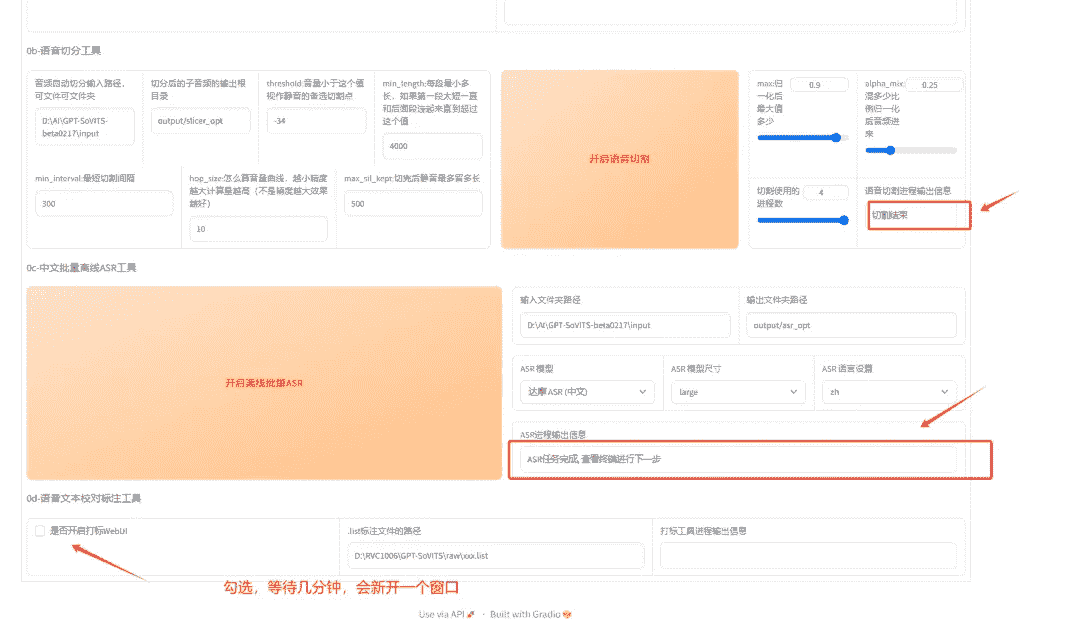 0b-语音切分工具
音频自动切分输入路径，
可文件可文件夹
D:\AI\GPT-SoVITS-
beta0217\input
切分后的子音频的输出根
目录
output/slicer_opt
threshold:音量小于这个值
视作静音的备选切割点
-34
min_length:每段最小多
长，如果第一段太短一直
和后面段连起来直到超过
这个值
4000
min_interval:最短切割间隔
300
hop_size:怎么算音量曲线，越小精度
越大计算量越高（不是精度越大效果
越好）
10
max_sil_kept:切完后静音最多留多长
500
开启语音切割
max:归
一化后
最大值
多少
0.9
alpha_mix:
混多少比
例归一化
后音频进
来
0.25
切割使用的
进程数
4
语音切割进程输出信息
切割结束
0c-中文批量离线ASR工具
开启离线批量ASR
输入文件夹路径
D:\AI\GPT-SoVITS-beta0217\input
输出文件夹路径
output/asr_opt
ASR 模型
达摩 ASR (中文)
ASR 模型尺寸
large
ASR 语言设置
zh
ASR进程输出信息
ASR任务完成, 查看终端进行下一步
0d-语音文本校对标注工具
是否开启打标WebUI
.list标注文件的路径
D:\RVC1006\GPT-SoVITS\raw\xxx.list
打标工具进程输出信息
勾选，等待几分钟，会新开一个窗口
Use via API 🚀 · Built with Gradio